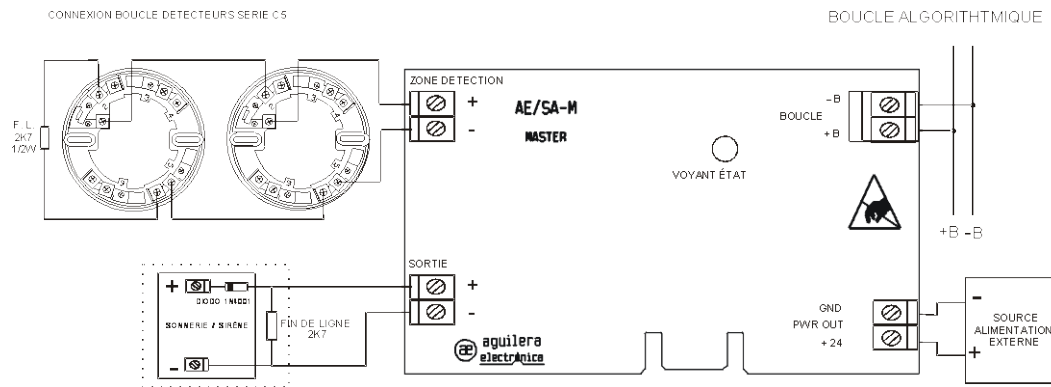 CONNEXION BOUCLE DETECTEURS SERIE C5
BOUCLE ALGORITHTMIQUE
ZONE DETECTION
+
-
AE/SA-M
MASTER
-B
BOUCLE
+B
VOYANT ÉTAT
F. L.
2K7
1/2W
+B -B
SORTIE
+
-
+
DIODO 1N4001
SONNERIE / SIRÈNE
-
FIN DE LIGNE
2K7
GND
PWR OUT
+24
-
SOURCE
ALIMENTATION
EXTERNE
+
ae aguilera
electrónica